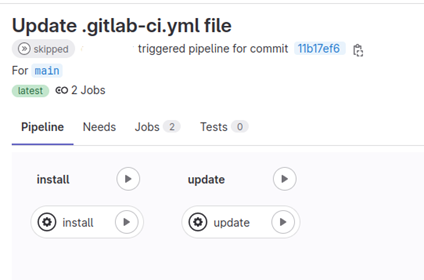 Update .gitlab-ci.yml file
skipped triggered pipeline for commit 11b17ef6
For main
latest 2 Jobs
Pipeline Needs Jobs 2 Tests 0
install update
install update